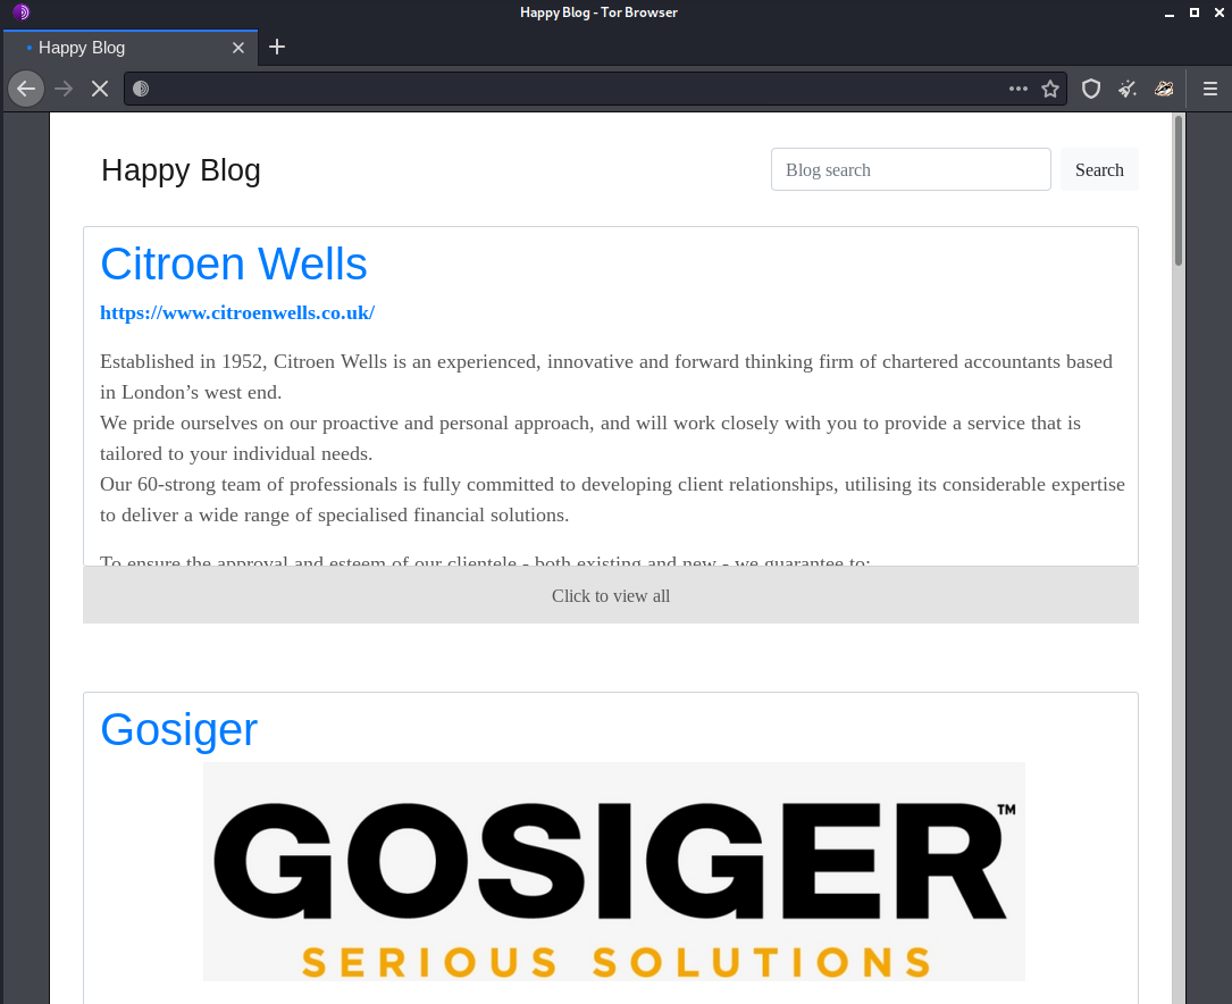 Happy Blog - Tor Browser
Happy Blog
Happy Blog
Blog search
Search
Citroen Wells
https://www.citroenwells.co.uk/
Established in 1952, Citroen Wells is an experienced, innovative and forward thinking firm of chartered accountants based
in London’s west end.
We pride ourselves on our proactive and personal approach, and will work closely with you to provide a service that is
tailored to your individual needs.
Our 60-strong team of professionals is fully committed to developing client relationships, utilising its considerable expertise
to deliver a wide range of specialised financial solutions.
To ensure the approval and esteem of our clientele - both existing and new - we guarantee to:
Click to view all
Gosiger
GOSIGER™
SERIOUS SOLUTIONS